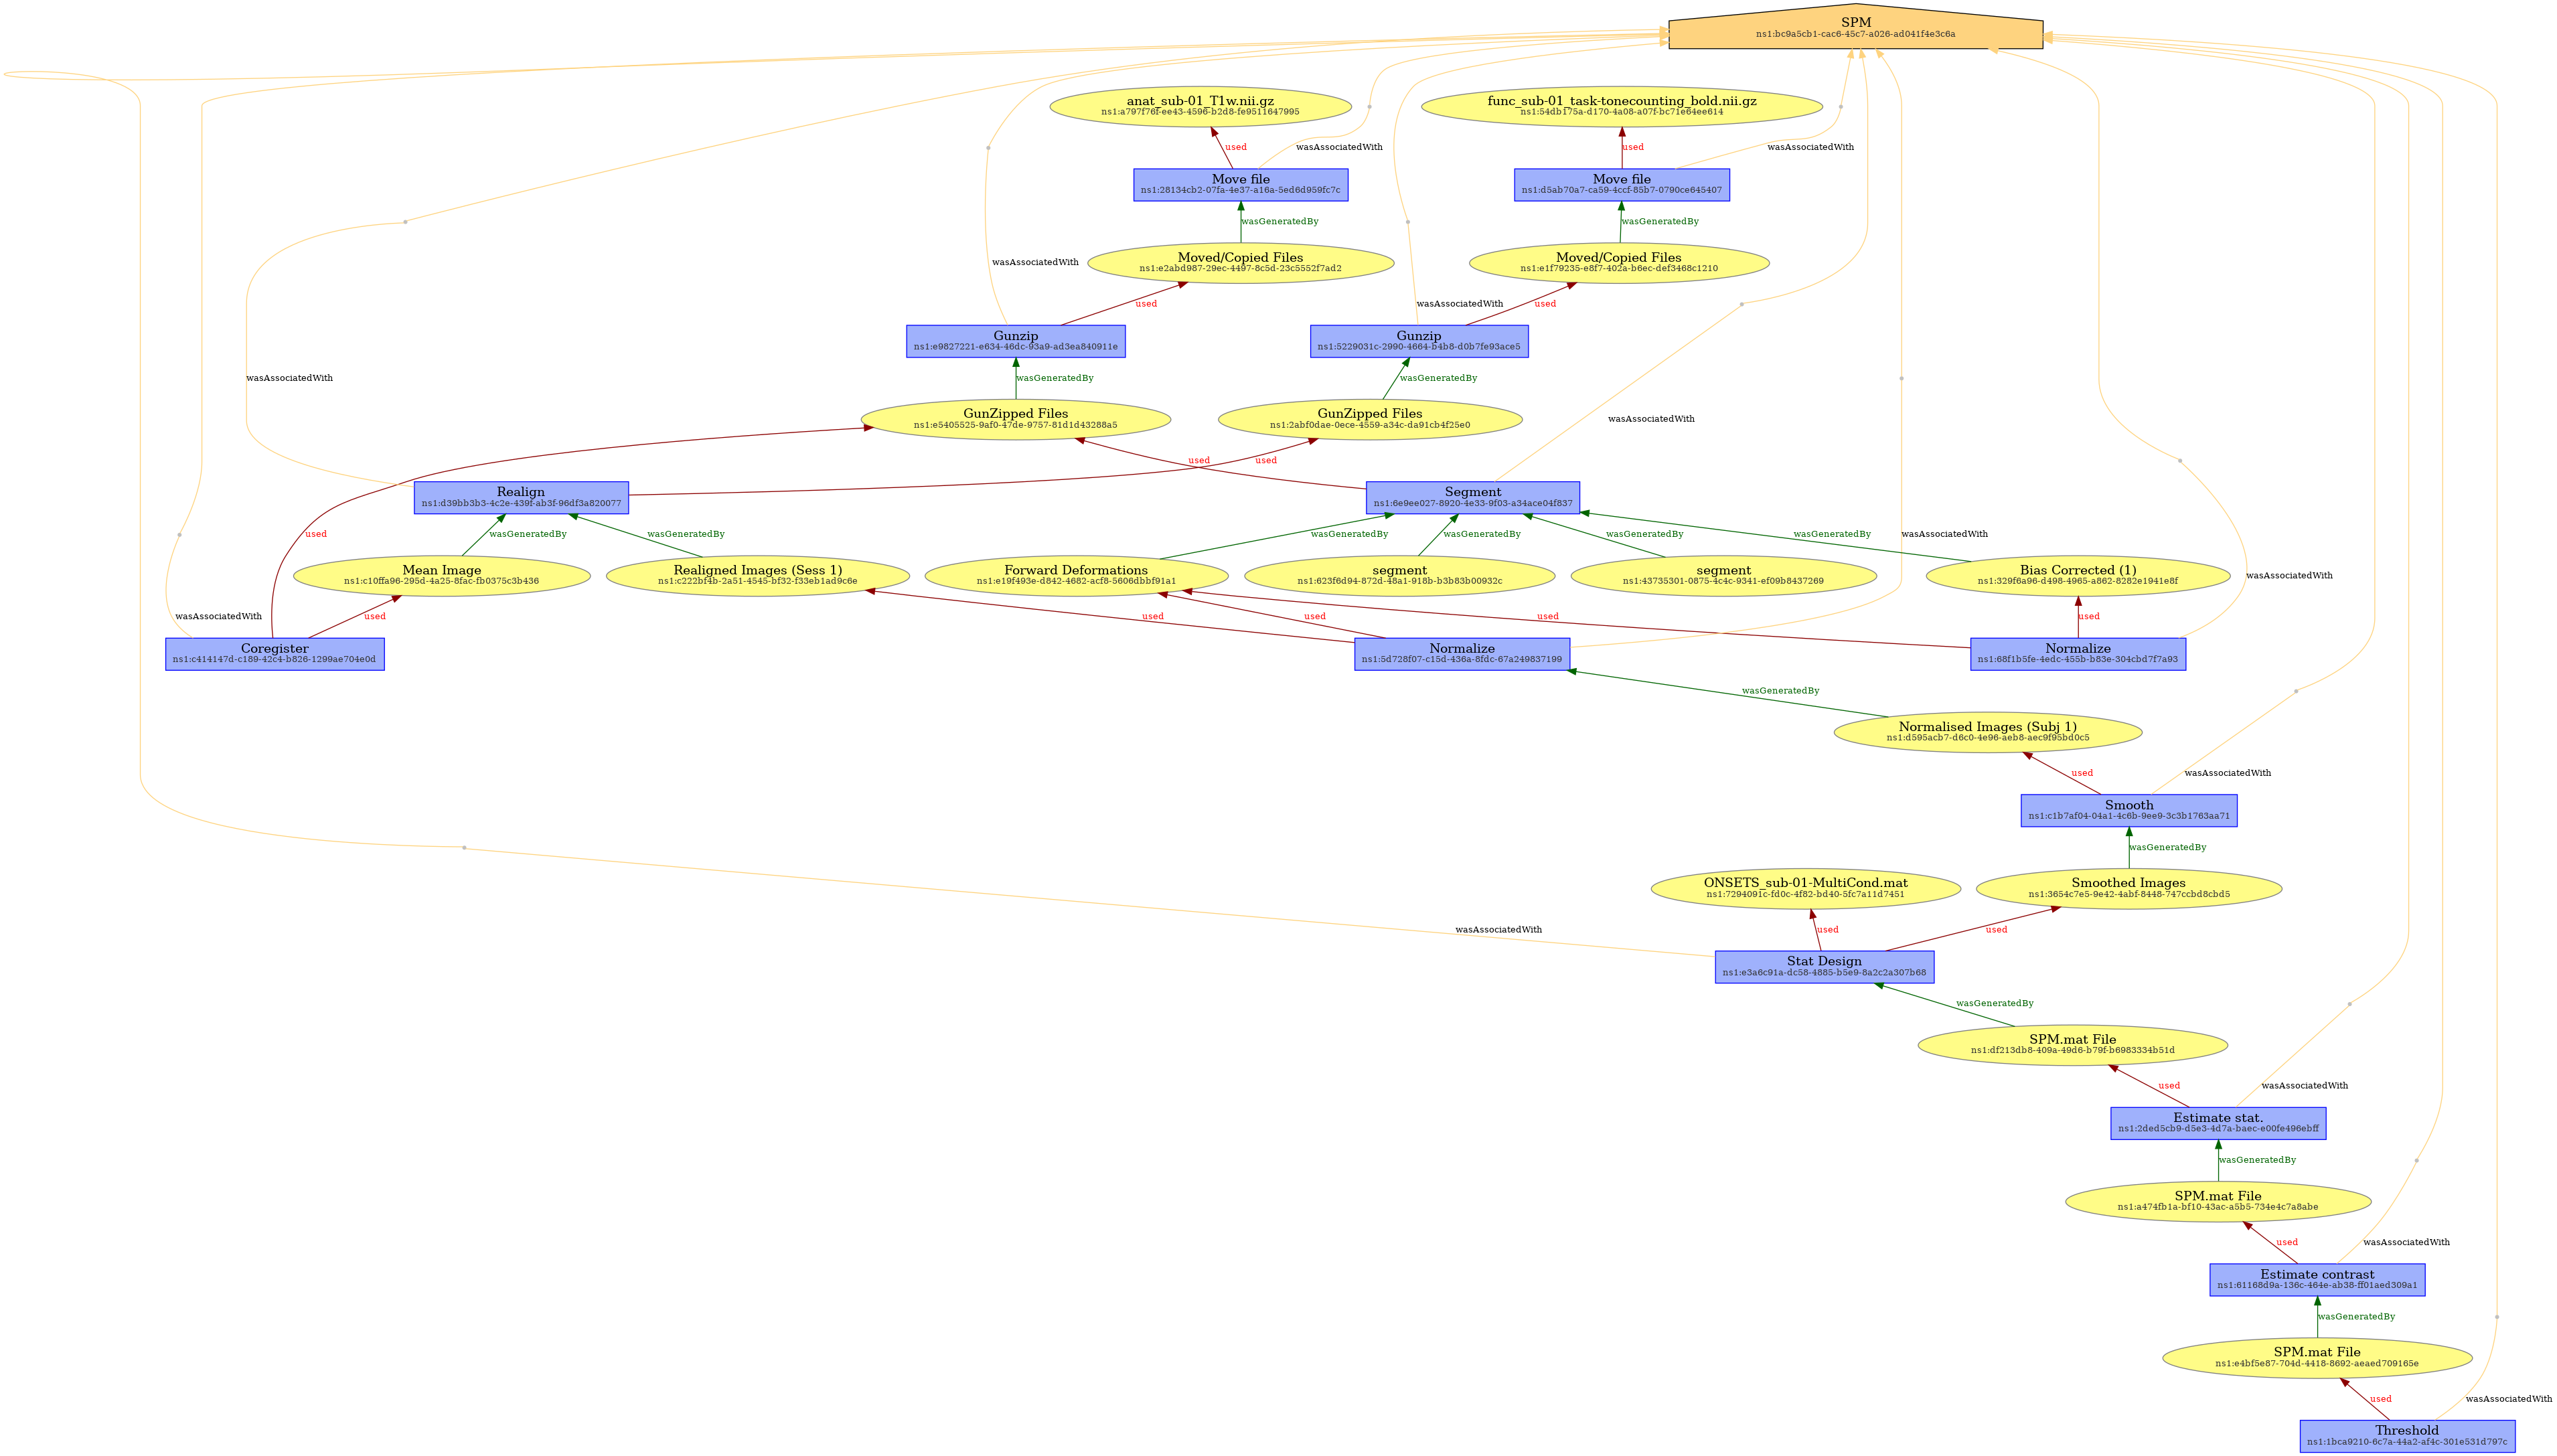 SPM
ns1:bc9a5cb1-cac6-45c7-a026-ad041f4e3c6a
anat_sub-01_T1w.nii.gz
ns1:a797f76f-ee43-4596-b2d8-fe9511647995
func_sub-01_task-tonecounting_bold.nii.gz
ns1:54db175a-d170-4a08-a07f-bc71e64ee614
used
wasAssociatedWith
used
wasAssociatedWith
Move file
ns1:28134cb2-07fa-4e37-a16a-5ed6d959fc7c
Move file
ns1:d5ab70a7-ca59-4ccf-85b7-0790ce645407
wasGeneratedBy
wasGeneratedBy
wasAssociatedWith
Moved/Copied Files
ns1:e2abd987-29ec-4497-8c5d-23c5552f7ad2
Moved/Copied Files
ns1:e1f79235-e8f7-402a-b6ec-def3468c1210
used
wasAssociatedWith
used
Gunzip
ns1:e9827221-e634-46dc-93a9-ad3ea840911e
Gunzip
ns1:5229031c-2990-4664-b4b8-d0b7fe93ace5
wasAssociatedWith
wasGeneratedBy
wasGeneratedBy
GunZipped Files
ns1:e5405525-9af0-47de-9757-81d1d43288a5
GunZipped Files
ns1:2abf0dae-0ece-4559-a34c-da91cb4f25e0
wasAssociatedWith
used
used
Realign
ns1:d39bb3b3-4c2e-439f-ab3f-96df3a820077
Segment
ns1:6e9ee027-8920-4e33-9f03-a34ace04f837
used
wasGeneratedBy
wasGeneratedBy
wasGeneratedBy
wasGeneratedBy
wasGeneratedBy
wasGeneratedBy
wasAssociatedWith
Mean Image
ns1:c10ffa96-295d-4a25-8fac-fb0375c3b436
Realigned Images (Sess 1)
ns1:c222bf4b-2a51-4545-bf32-f33eb1ad9c6e
Forward Deformations
ns1:e19f493e-d842-4682-acf8-5606dbbf91a1
segment
ns1:623f6d94-872d-48a1-918b-b3b83b00932c
segment
ns1:43735301-0875-4c4c-9341-ef09b8437269
Bias Corrected (1)
ns1:329f6a96-d498-4965-a862-8282e1941e8f
wasAssociatedWith
wasAssociatedWith
used
used
used
used
used
Coregister
ns1:c414147d-c189-42c4-b826-1299ae704e0d
Normalize
ns1:5d728f07-c15d-436a-8fdc-67a249837199
Normalize
ns1:68f1b5fe-4edc-455b-b83e-304cbd7f7a93
wasGeneratedBy
Normalised Images (Subj 1)
ns1:d595acb7-d6c0-4e96-aeb8-aec9f95bd0c5
used
wasAssociatedWith
Smooth
ns1:c1b7af04-04a1-4c6b-9ee9-3c3b1763aa71
wasGeneratedBy
ONSETS_sub-01-MultiCond.mat
ns1:7294091c-fd0c-4f82-bd40-5fc7a11d7451
Smoothed Images
ns1:3654c7e5-9e42-4abf-8448-747ccbd8cbd5
wasAssociatedWith
used
used
Stat Design
ns1:e3a6c91a-dc58-4885-b5e9-8a2c2a307b68
wasGeneratedBy
SPM.mat File
ns1:df213db8-409a-49d6-b79f-b6983334b51d
used
wasAssociatedWith
Estimate stat.
ns1:2ded5cb9-d5e3-4d7a-baec-e00fe496ebff
wasGeneratedBy
SPM.mat File
ns1:a474fb1a-bf10-43ac-a5b5-734e4c7a8abe
used
wasAssociatedWith
Estimate contrast
ns1:61168d9a-136c-464e-ab38-ff01aed309a1
wasGeneratedBy
SPM.mat File
ns1:e4bf5e87-704d-4418-8692-aeaed709165e
used
wasAssociatedWith
Threshold
ns1:1bca9210-6c7a-44a2-af4c-301e531d797c